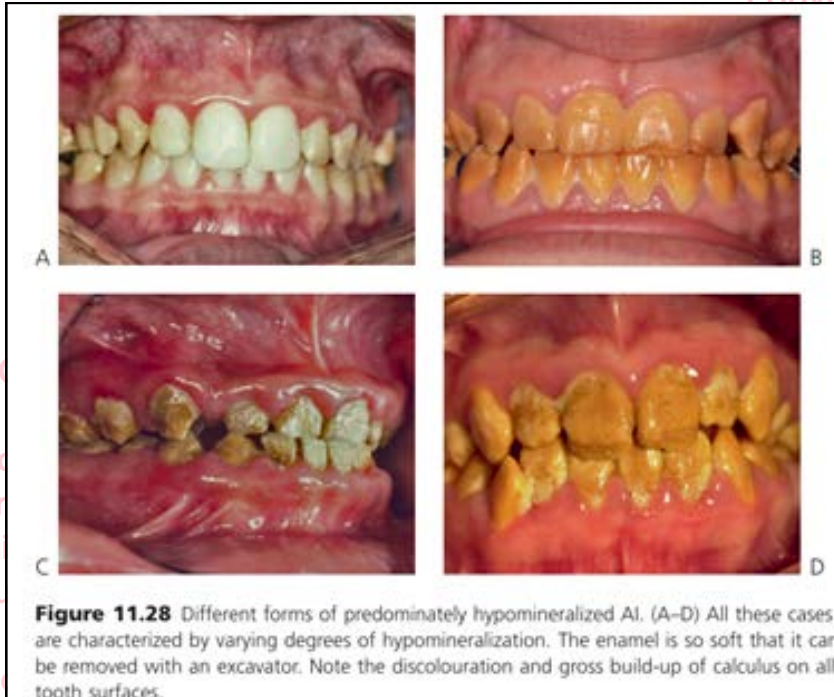 A
B
C
D
Figure 11.28 Different forms of predominately hypomineralized AI. (A–D) All these cases
are characterized by varying degrees of hypomineralization. The enamel is so soft that it can
be removed with an excavator. Note the discolouration and gross build-up of calculus on all
tooth surfaces.